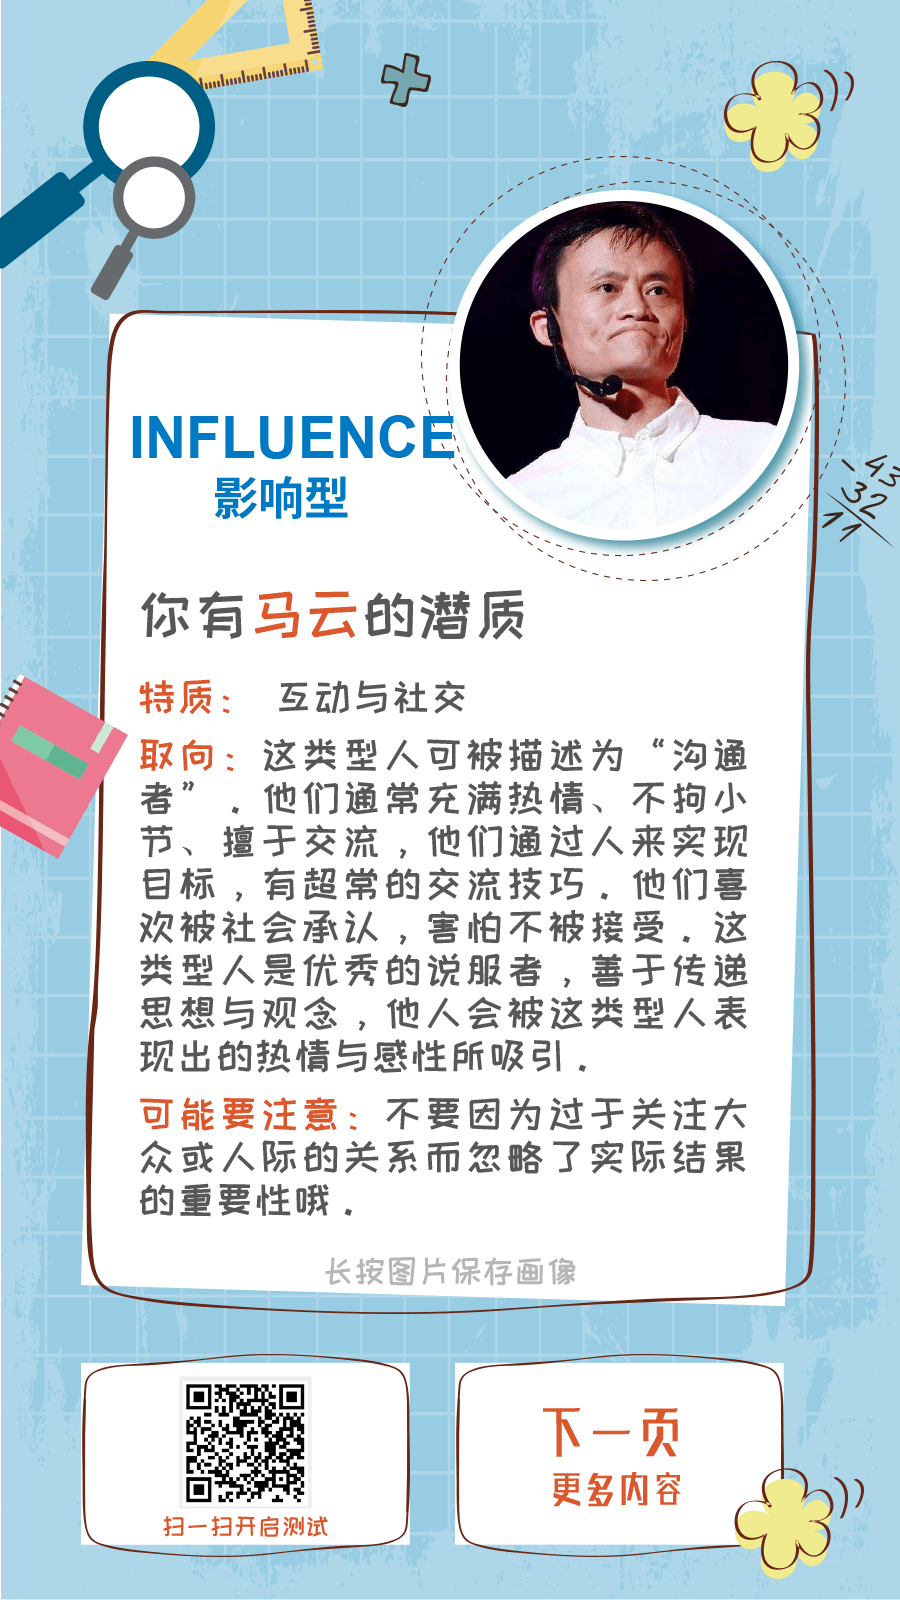 INFLUENCE
影响型
-43
32
11
你有马云的潜质
特质： 互动与社交
取向：这类型人可被描述为“沟通
者”．他们通常充满热情、不拘小
节、擅于交流，他们通过人来实现
目标，有超常的交流技巧．他们喜
欢被社会承认，害怕不被接受．这
类型人是优秀的说服者，善于传递
思想与观念，他人会被这类型人表
现出的热情与感性所吸引．
可能要注意：不要因为过于关注大
众或人际的关系而忽略了实际结果
的重要性哦．
长按图片保存画像
扫一扫开启测试
下一页
更多内容